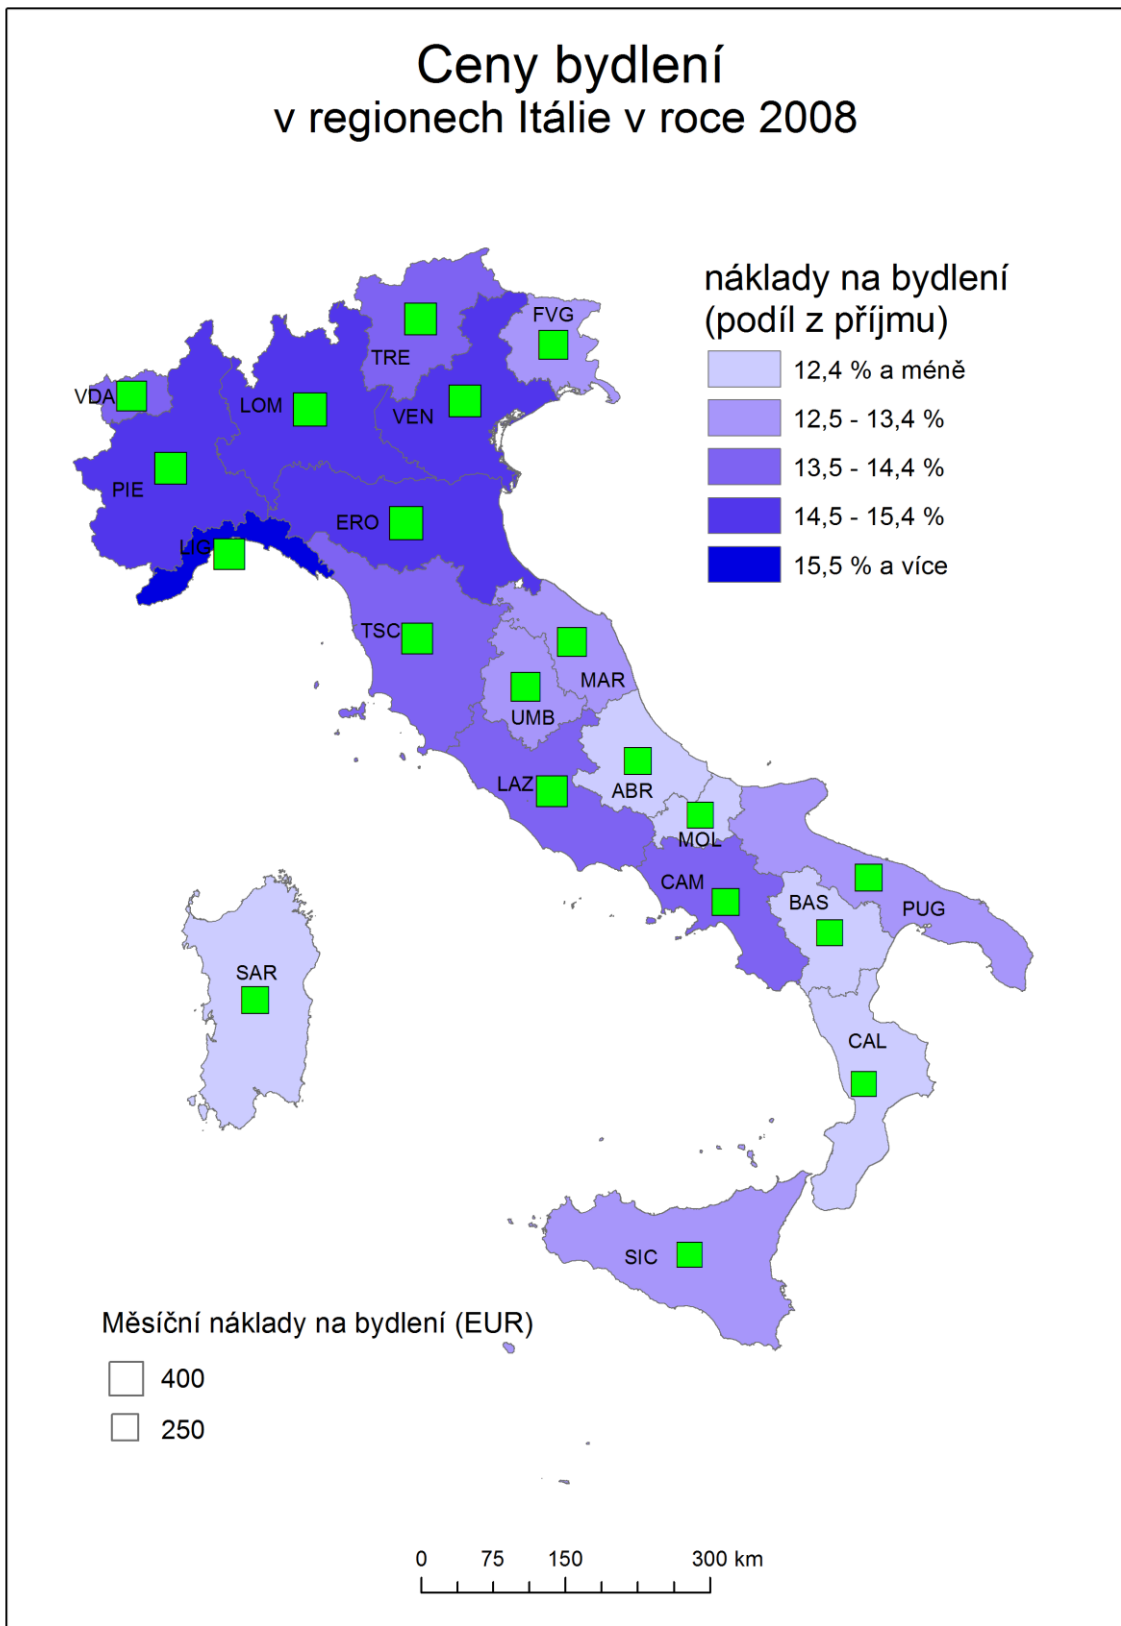 Ceny bydlení
v regionech Itálie v roce 2008
náklady na bydlení
(podíl z příjmu)
12,4 % a méně
12,5 - 13,4 %
13,5 - 14,4 %
14,5 - 15,4 %
15,5 % a více
FVG
TRE
VDA
LOM
VEN
PIE
ERO
LIG
TSC
MAR
UMB
LAZ
ABR
MOL
CAM
BAS
PUG
SAR
CAL
SIC
Měsíční náklady na bydlení (EUR)
400
250
0 75 150 300 km